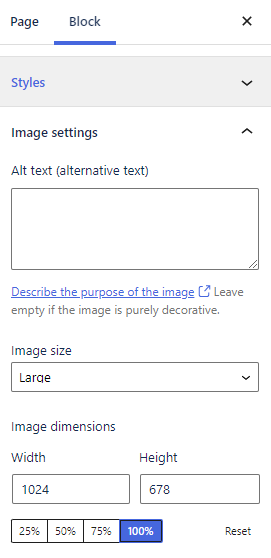 Page Block
Styles
Image settings
Alt text (alternative text)
Describe the purpose of the image Leave
empty if the image is purely decorative.
Image size
Large
Image dimensions
Width Height
1024 678
25% 50% 75% 100% Reset